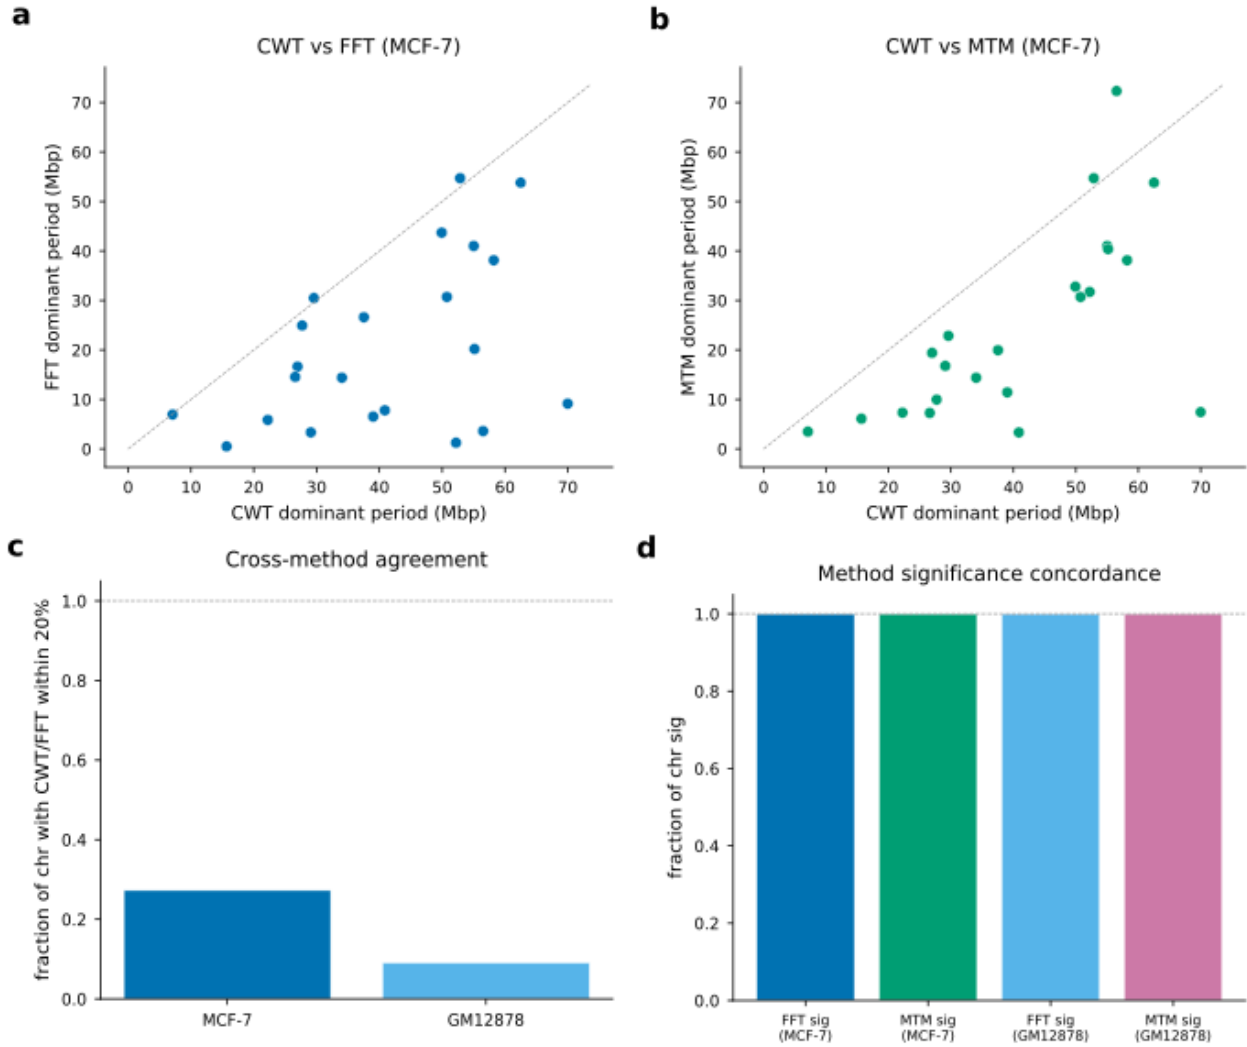 a
CWT vs FFT (MCF-7)
FFT dominant period (Mbp)
70
60
50
40
30
20
10
0
0 10 20 30 40 50 60 70
CWT dominant period (Mbp)
b
CWT vs MTM (MCF-7)
MTM dominant period (Mbp)
70
60
50
40
30
20
10
0
0 10 20 30 40 50 60 70
CWT dominant period (Mbp)
c
Cross-method agreement
fraction of chr with CWT/FFT within 20%
1.0
0.8
0.6
0.4
0.2
0.0
MCF-7 GM12878
d
Method significance concordance
fraction of chr sig
1.0
0.8
0.6
0.4
0.2
0.0
FFT sig
(MCF-7)
MTM sig
(MCF-7)
FFT sig
(GM12878)
MTM sig
(GM12878)